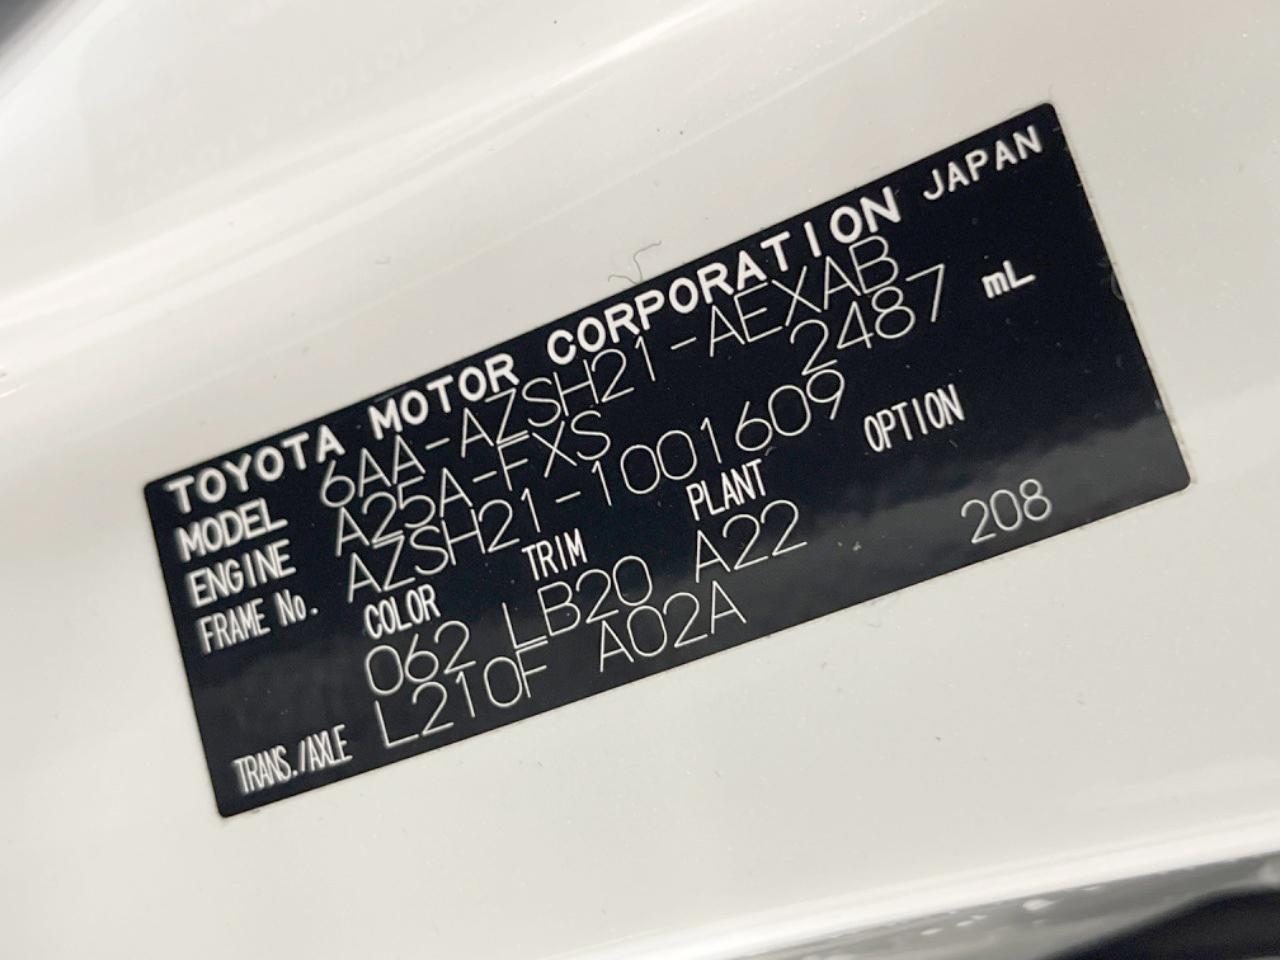 TOYOTA MOTOR CORPORATION JAPAN
MODEL 6AA-AZSH21-AEXAB
ENGINE A25A-FXS 2487 mL
FRAME No. AZSH21-1001609
COLOR TRIM PLANT OPTION
062 LB20 A22
TRANS./AXLE L210F A02A 208